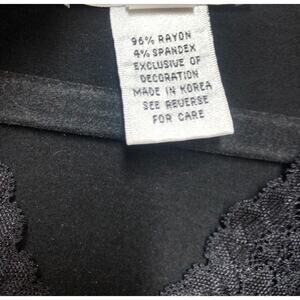 96% RAYON
4% SPANDEX
EXCLUSIVE OF
DECORATION
MADE IN KOREA
SEE REVERSE
FOR CARE